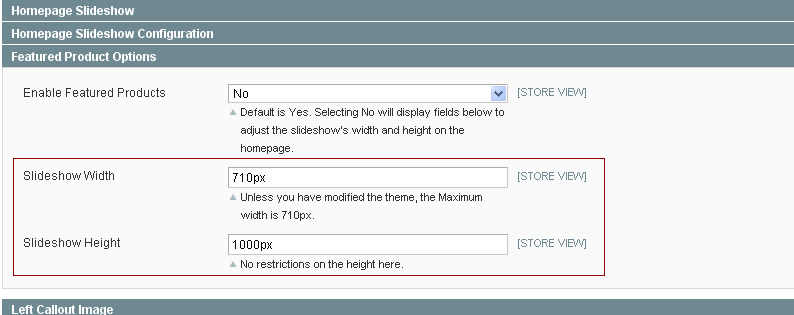 Homepage Slideshow
Homepage Slideshow Configuration
Featured Product Options
Enable Featured Products No [STORE VIEW]
Default is Yes. Selecting No will display fields below to
adjust the slideshow's width and height on the
homepage.
Slideshow Width 710px [STORE VIEW]
Unless you have modified the theme, the Maximum
width is 710px.
Slideshow Height 1000px [STORE VIEW]
No restrictions on the height here.
Left Callout Image